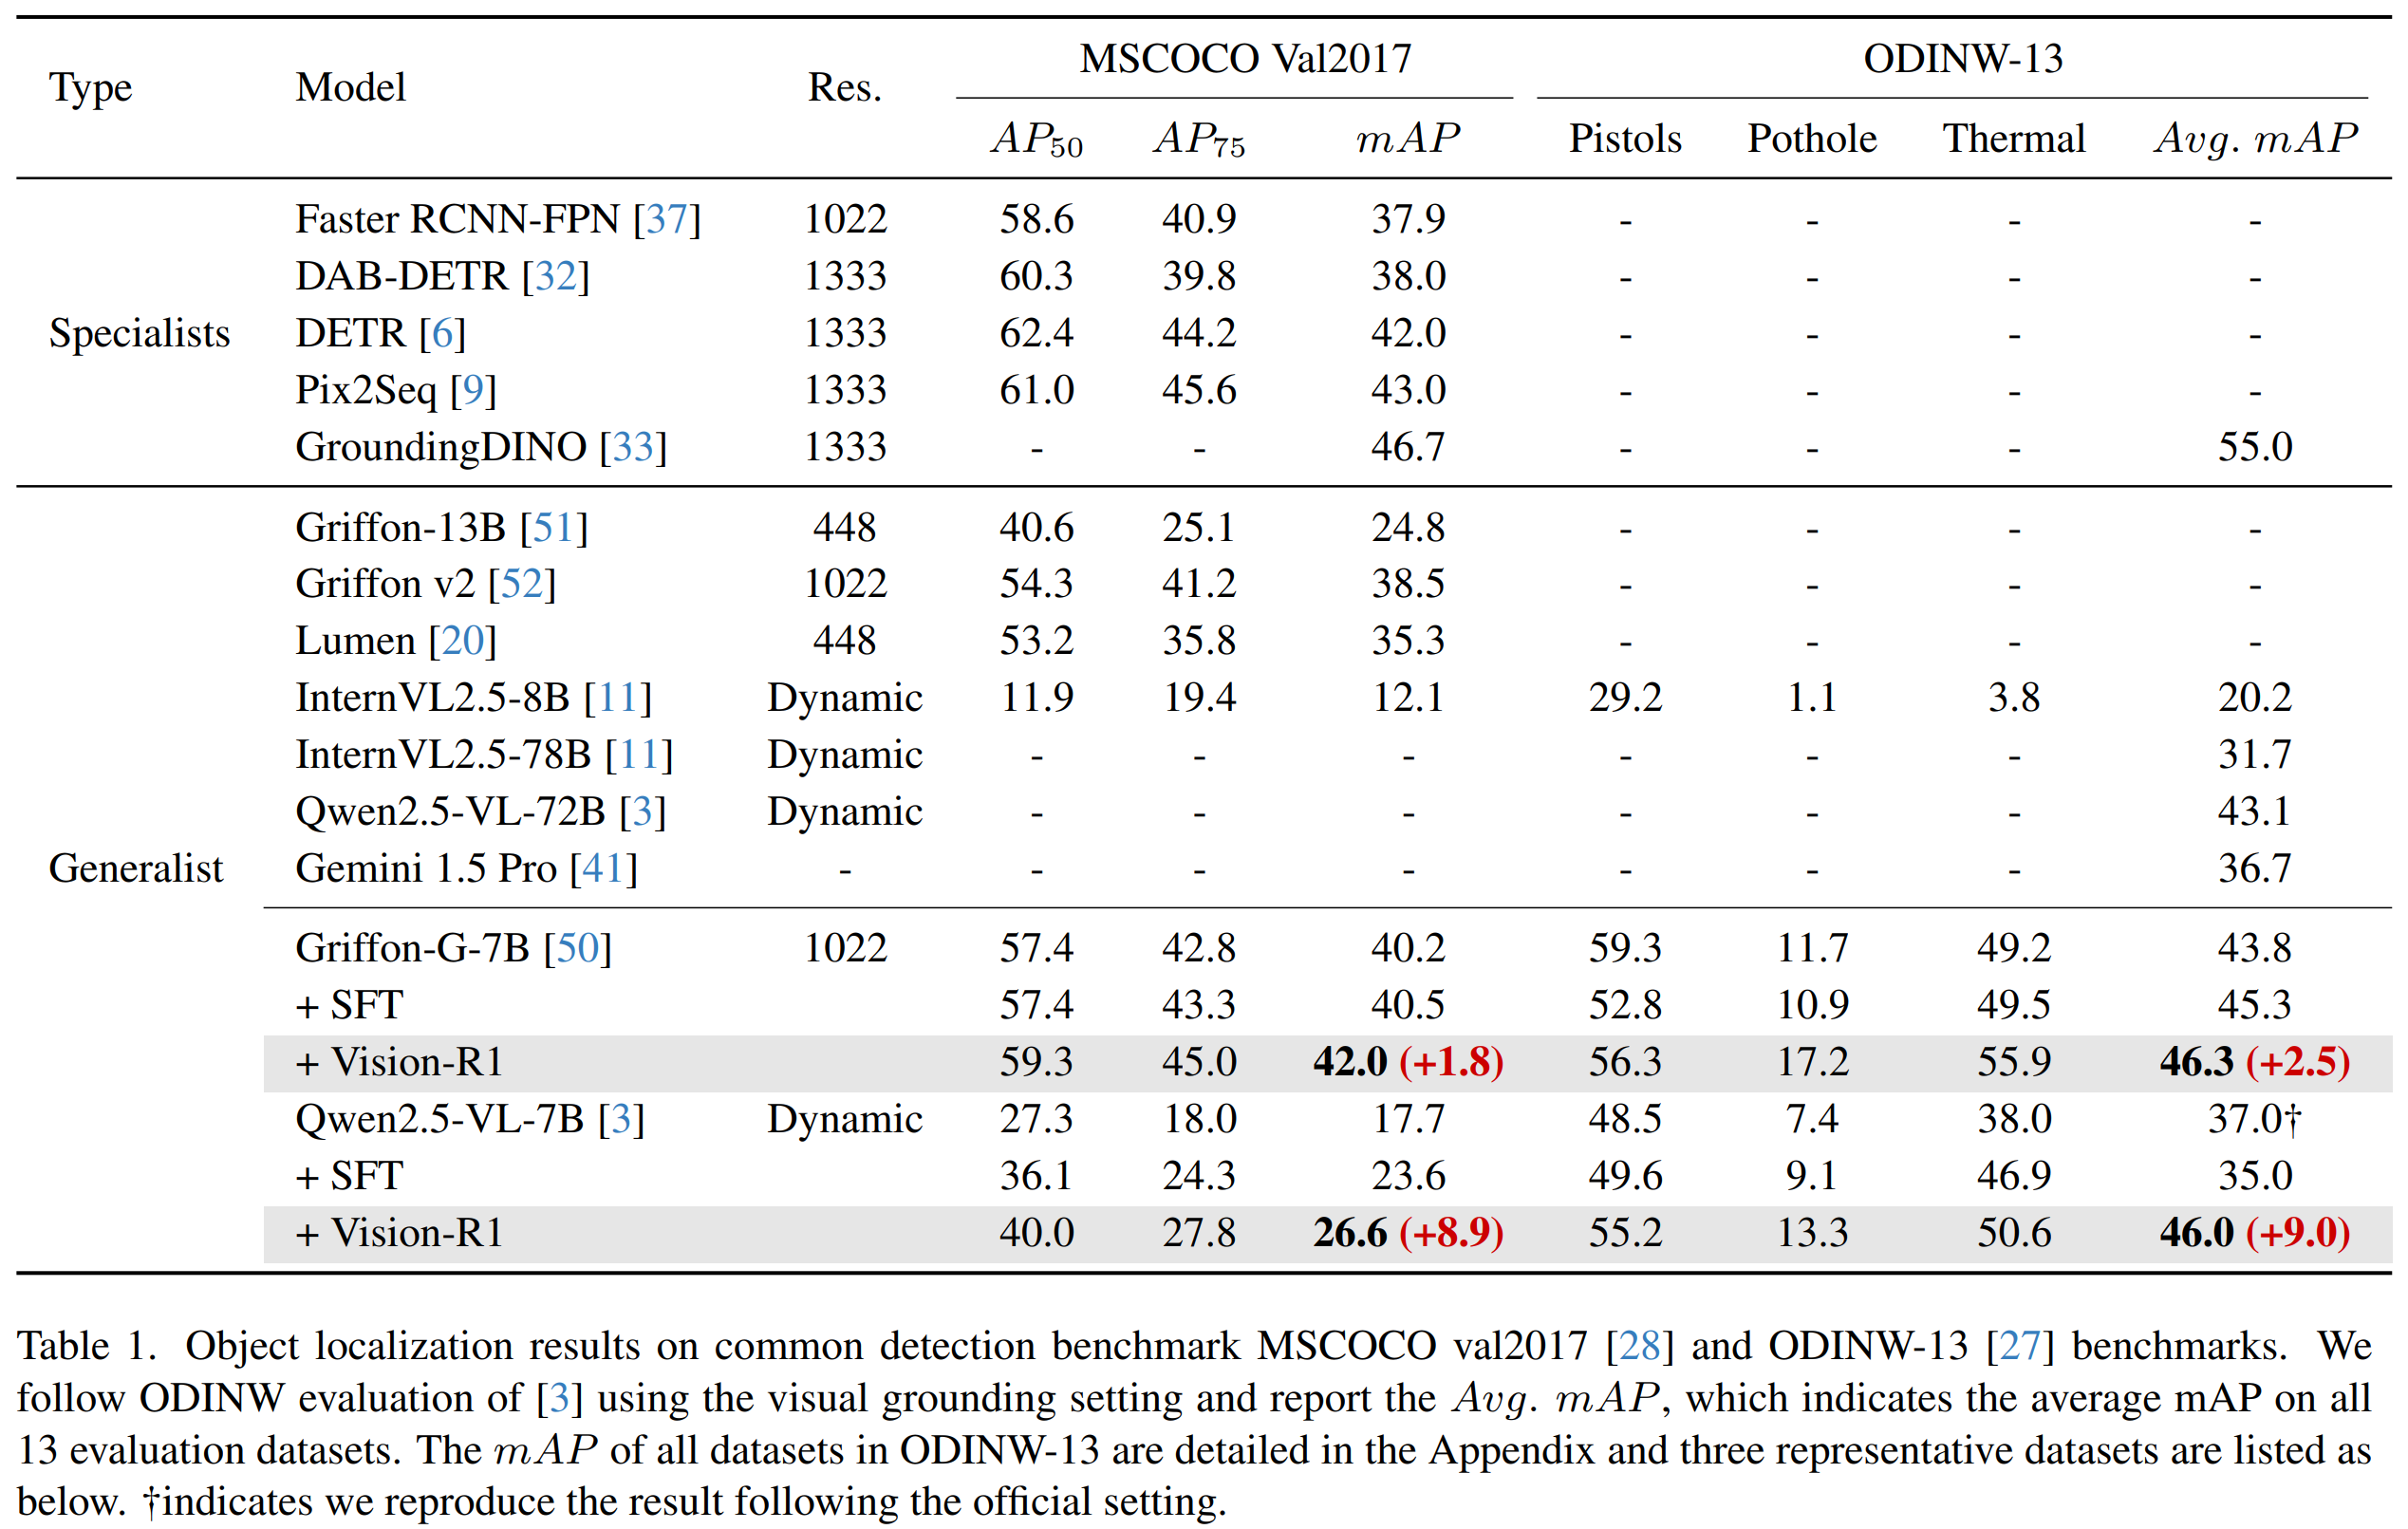 Type Model Res. MSCOCO Val2017 ODINW-13
AP50 AP75 mAP Pistols Pothole Thermal Avg. mAP
Faster RCNN-FPN [37] 1022 58.6 40.9 37.9 - - - -
DAB-DETR [32] 1333 60.3 39.8 38.0 - - - -
Specialists DETR [6] 1333 62.4 44.2 42.0 - - - -
Pix2Seq [9] 1333 61.0 45.6 43.0 - - - -
GroundingDINO [33] 1333 - - 46.7 - - - 55.0
Griffon-13B [51] 448 40.6 25.1 24.8 - - - -
Griffon v2 [52] 1022 54.3 41.2 38.5 - - - -
Lumen [20] 448 53.2 35.8 35.3 - - - -
InternVL2.5-8B [11] Dynamic 11.9 19.4 12.1 29.2 1.1 3.8 20.2
InternVL2.5-78B [11] Dynamic - - - - - - 31.7
Qwen2.5-VL-72B [3] Dynamic - - - - - - 43.1
Generalist Gemini 1.5 Pro [41] - - - - - - - 36.7
Griffon-G-7B [50] 1022 57.4 42.8 40.2 59.3 11.7 49.2 43.8
+ SFT 57.4 43.3 40.5 52.8 10.9 49.5 45.3
+ Vision-R1 59.3 45.0 42.0 (+1.8) 56.3 17.2 55.9 46.3 (+2.5)
Qwen2.5-VL-7B [3] Dynamic 27.3 18.0 17.7 48.5 7.4 38.0 37.0†
+ SFT 36.1 24.3 23.6 49.6 9.1 46.9 35.0
+ Vision-R1 40.0 27.8 26.6 (+8.9) 55.2 13.3 50.6 46.0 (+9.0)
Table 1. Object localization results on common detection benchmark MSCOCO val2017 [28] and ODINW-13 [27] benchmarks. We
follow ODINW evaluation of [3] using the visual grounding setting and report the Avg. mAP, which indicates the average mAP on all
13 evaluation datasets. The mAP of all datasets in ODINW-13 are detailed in the Appendix and three representative datasets are listed as
below. †indicates we reproduce the result following the official setting.